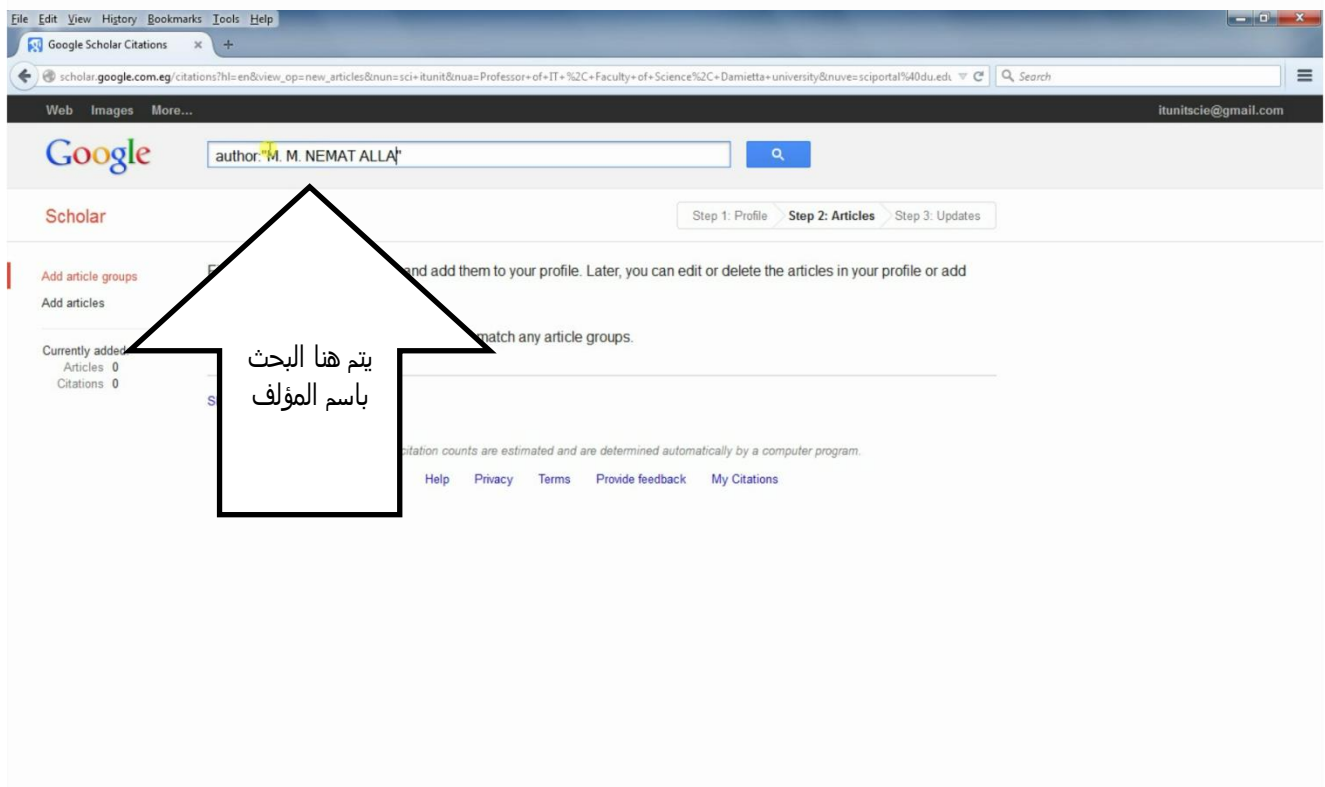 File Edit View History Bookmarks Tools Help
Google Scholar Citations × +
scholar.google.com.eg/citations?hl=en&view_op=new_articles&nun=sci+itunit&nua=Professor+of+IT+%2C+Faculty+of+Science%2C+Damietta+university&nuve=sciportal%40du.edu. Search
Web Images More... itunitscie@gmail.com
Google author:"M. M. NEMAT ALLA"
Scholar Step 1: Profile Step 2: Articles Step 3: Updates
Add article groups and add them to your profile. Later, you can edit or delete the articles in your profile or add
Add articles
match any article groups.
Currently added:
Articles 0
Citations 0
يتم هنا البحث
باسم المؤلف
citation counts are estimated and are determined automatically by a computer program.
Help Privacy Terms Provide feedback My Citations